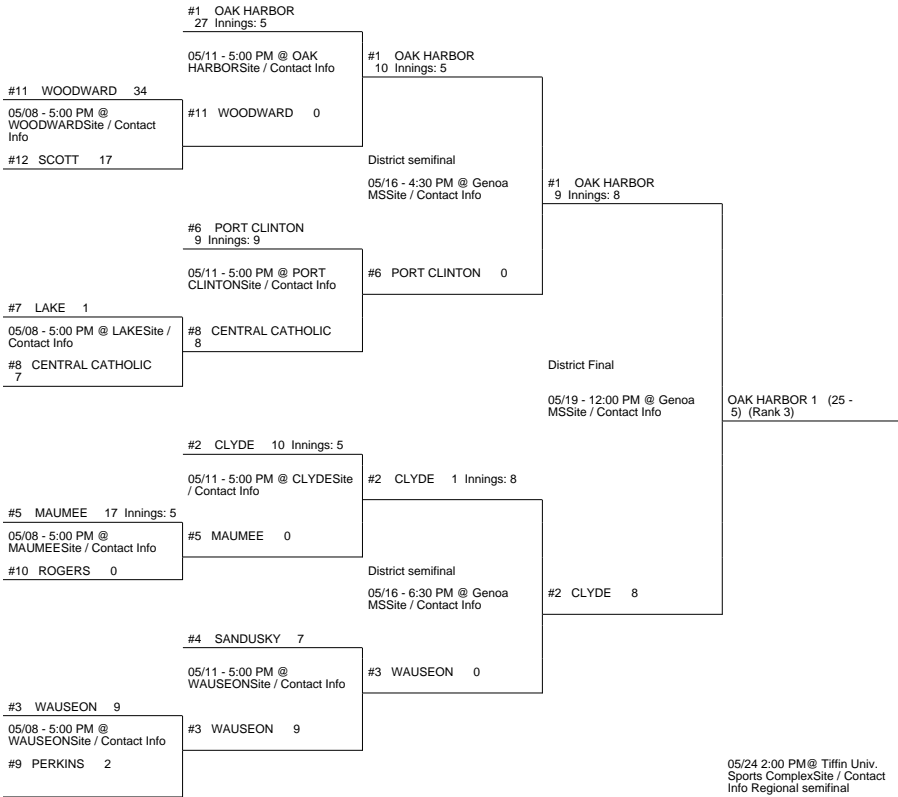 #1 OAK HARBOR
27 Innings: 5
05/11 - 5:00 PM @ OAK
HARBORSite / Contact Info
#11 WOODWARD 34
05/08 - 5:00 PM @
WOODWARDSite / Contact
Info
#12 SCOTT 17
#11 WOODWARD 0
#1 OAK HARBOR
10 Innings: 5
District semifinal
05/16 - 4:30 PM @ Genoa
MSSite / Contact Info
#6 PORT CLINTON
9 Innings: 9
05/11 - 5:00 PM @ PORT
CLINTONSite / Contact Info
#7 LAKE 1
05/08 - 5:00 PM @ LAKESite /
Contact Info
#8 CENTRAL CATHOLIC
7
#8 CENTRAL CATHOLIC
8
#6 PORT CLINTON 0
#1 OAK HARBOR
9 Innings: 8
District Final
05/19 - 12:00 PM @ Genoa
MSSite / Contact Info
OAK HARBOR 1 (25 -
5) (Rank 3)
#2 CLYDE 10 Innings: 5
05/11 - 5:00 PM @ CLYDESite
/ Contact Info
#5 MAUMEE 17 Innings: 5
05/08 - 5:00 PM @
MAUMEESite / Contact Info
#10 ROGERS 0
#5 MAUMEE 0
#2 CLYDE 1 Innings: 8
District semifinal
05/16 - 6:30 PM @ Genoa
MSSite / Contact Info
#2 CLYDE 8
#4 SANDUSKY 7
05/11 - 5:00 PM @
WAUSEONSite / Contact Info
#3 WAUSEON 0
#3 WAUSEON 9
05/08 - 5:00 PM @
WAUSEONSite / Contact Info
#9 PERKINS 2
#3 WAUSEON 9
05/24 2:00 PM@ Tiffin Univ.
Sports ComplexSite / Contact
Info Regional semifinal